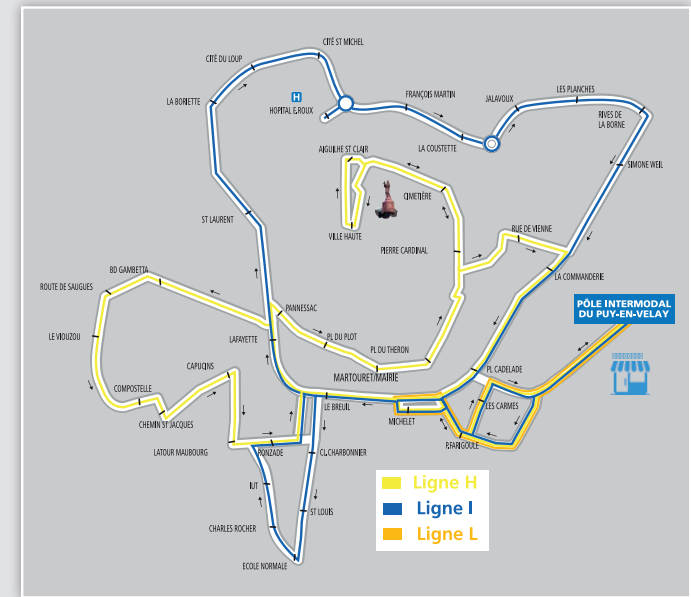 CITÉ ST MICHEL
CITÉ DU LOUP
LA BORIETTE
H
HOPITAL E.ROUX
FRANÇOIS MARTIN
LA COUSTETTE
JALAVOUX
LES PLANCHES
RIVES DE
LA BORNE
SIMONE WEIL
AIGUILHE ST CLAIR
CIMETIÈRE
VILLE HAUTE
PIERRE CARDINAL
ST LAURENT
RUE DE VIENNE
LA COMMANDERIE
BD GAMBETTA
ROUTE DE SAUGUES
PÔLE INTERMODAL
DU PUY-EN-VELAY
PANNESSAC
LE VIOUZOU
LAFAYETTE
PL DU PLOT
PL DU THERON
CAPUCINS
MARTOURET/MAIRIE
PL CADELADE
COMPOSTELLE
LE BREUIL
LES CARMES
CHEMIN ST JACQUES
MICHELET
P.FARIGOULE
LATOUR MAUBOURG
RONZADE
CL.CHARBONNIER
IUT
ST LOUIS
CHARLES ROCHER
ECOLE NORMALE
Ligne H
Ligne I
Ligne L